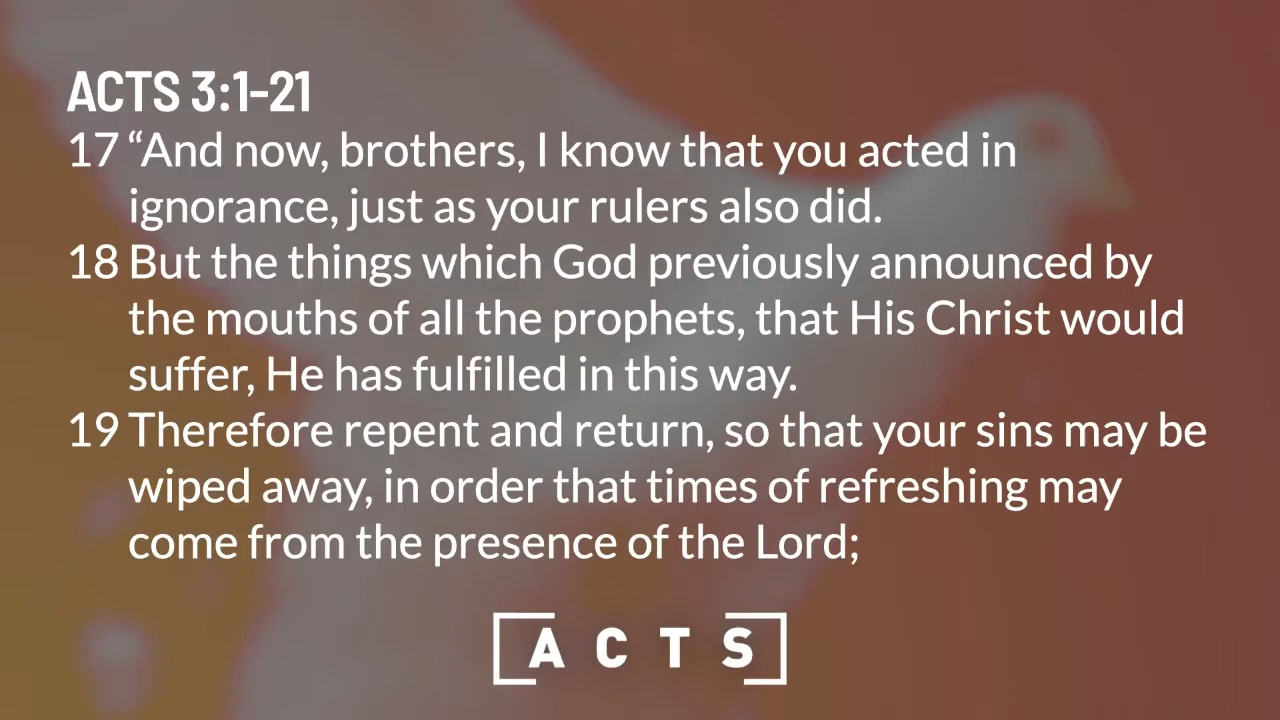 ACTS 3:1-21
17 “And now, brothers, I know that you acted in
ignorance, just as your rulers also did.
18 But the things which God previously announced by
the mouths of all the prophets, that His Christ would
suffer, He has fulfilled in this way.
19 Therefore repent and return, so that your sins may be
wiped away, in order that times of refreshing may
come from the presence of the Lord;
ACTS